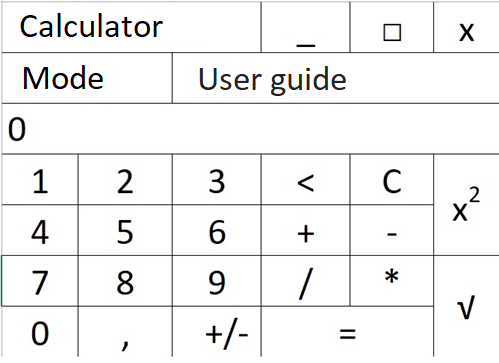 Calculator _ □ x
Mode User guide
0
1 2 3 < C x²
4 5 6 + -
7 8 9 / * √
0 , +/- =